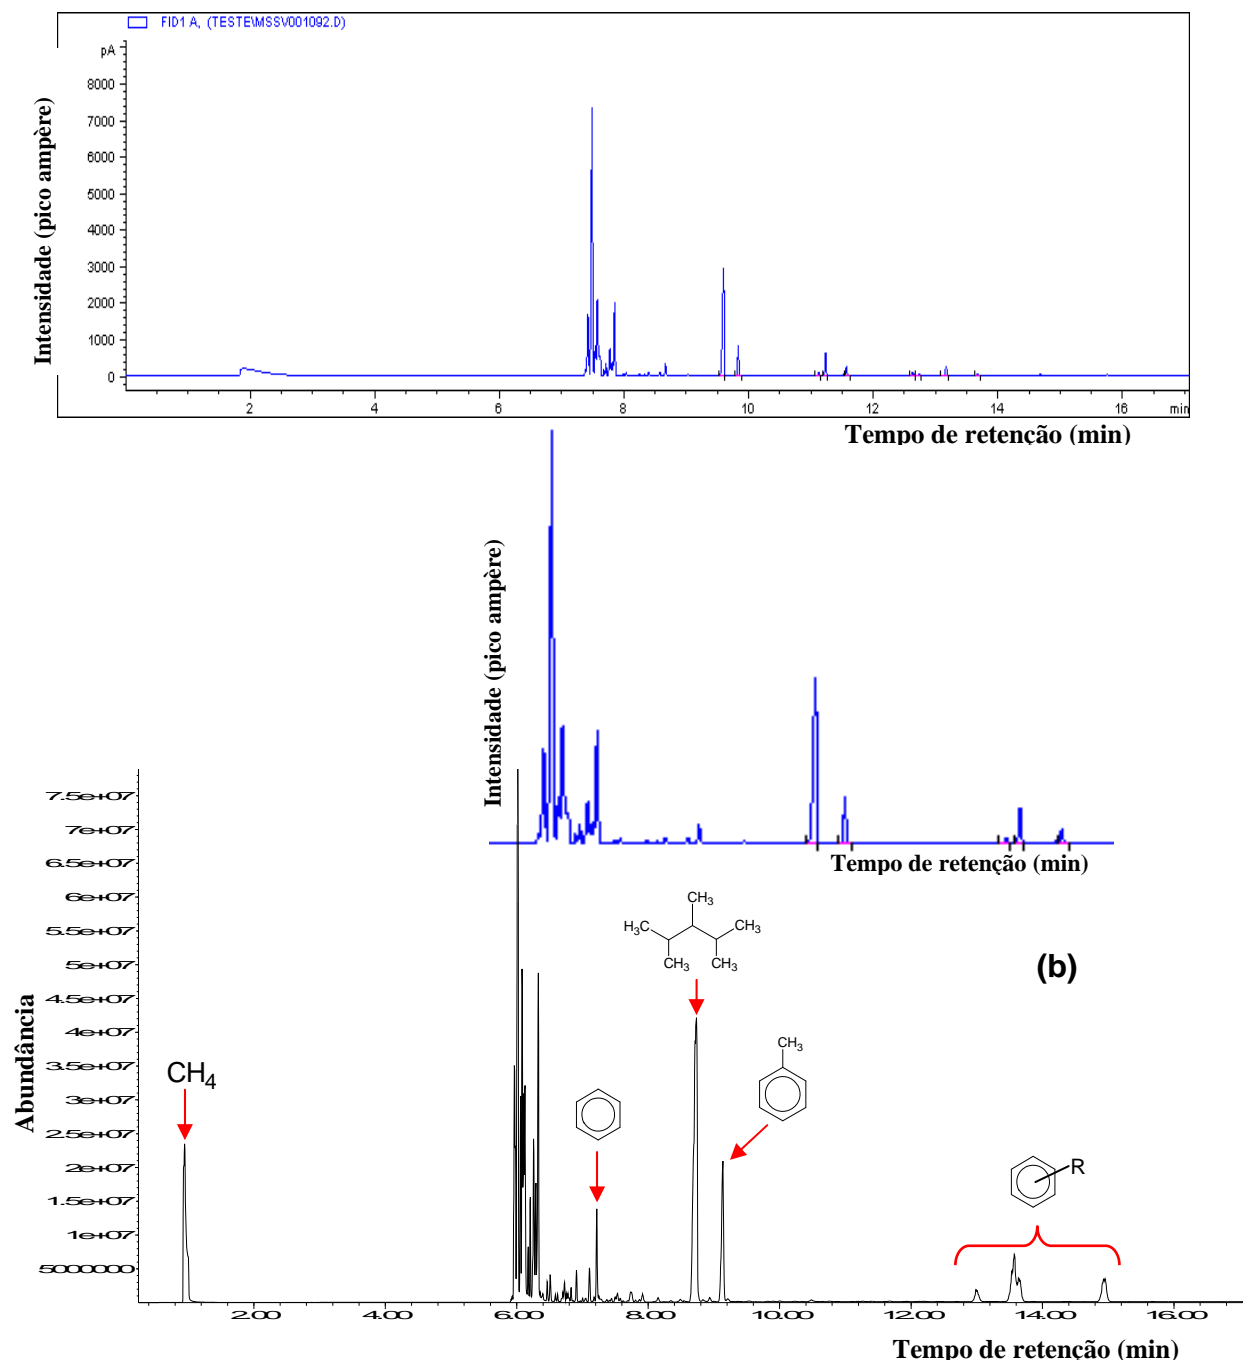 FID1 A, (TESTE\MSSV001092.D)
pA
8000
7000
6000
5000
4000
3000
2000
1000
0
Intensidade (pico ampère)
2 4 6 8 10 12 14 16 min
Tempo de retenção (min)
Intensidade (pico ampère)
Tempo de retenção (min)
7.5e+07
7e+07
6.5e+07
6e+07
5.5e+07
5e+07
4.5e+07
4e+07
3.5e+07
3e+07
2.5e+07
2e+07
1.5e+07
1e+07
5000000
Abundância
CH4
CH3
H3C CH3
CH3 CH3
(b)
CH3
R
2.00 4.00 6.00 8.00 10.00 12.00 14.00 16.00
Tempo de retenção (min)